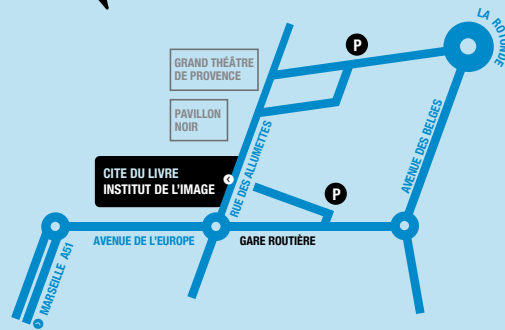 LA ROTONDE
P
GRAND THÉÂTRE
DE PROVENCE
PAVILLON
NOIR
RUE DES ALLUMETTES
AVENUE DES BELGES
CITE DU LIVRE
INSTITUT DE L'IMAGE
P
AVENUE DE L'EUROPE
GARE ROUTIÈRE
MARSEILLE A51